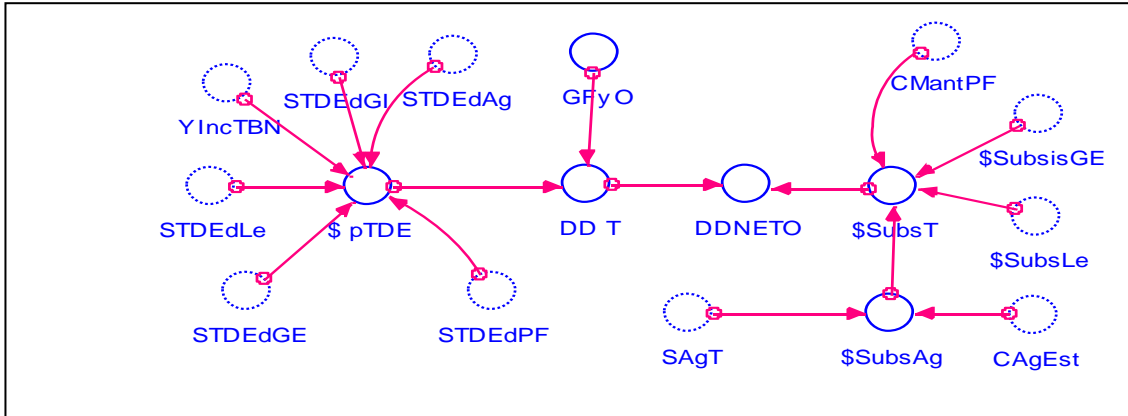 STDEdGI
STDEdAg
GFyO
CMantPF
YIncTBN
$SubsisGE
STDEdLe
$ pTDE
DD T
DDNETO
$SubsT
$SubsLe
STDEdGE
STDEdPF
SAgT
$SubsAg
CAgEst